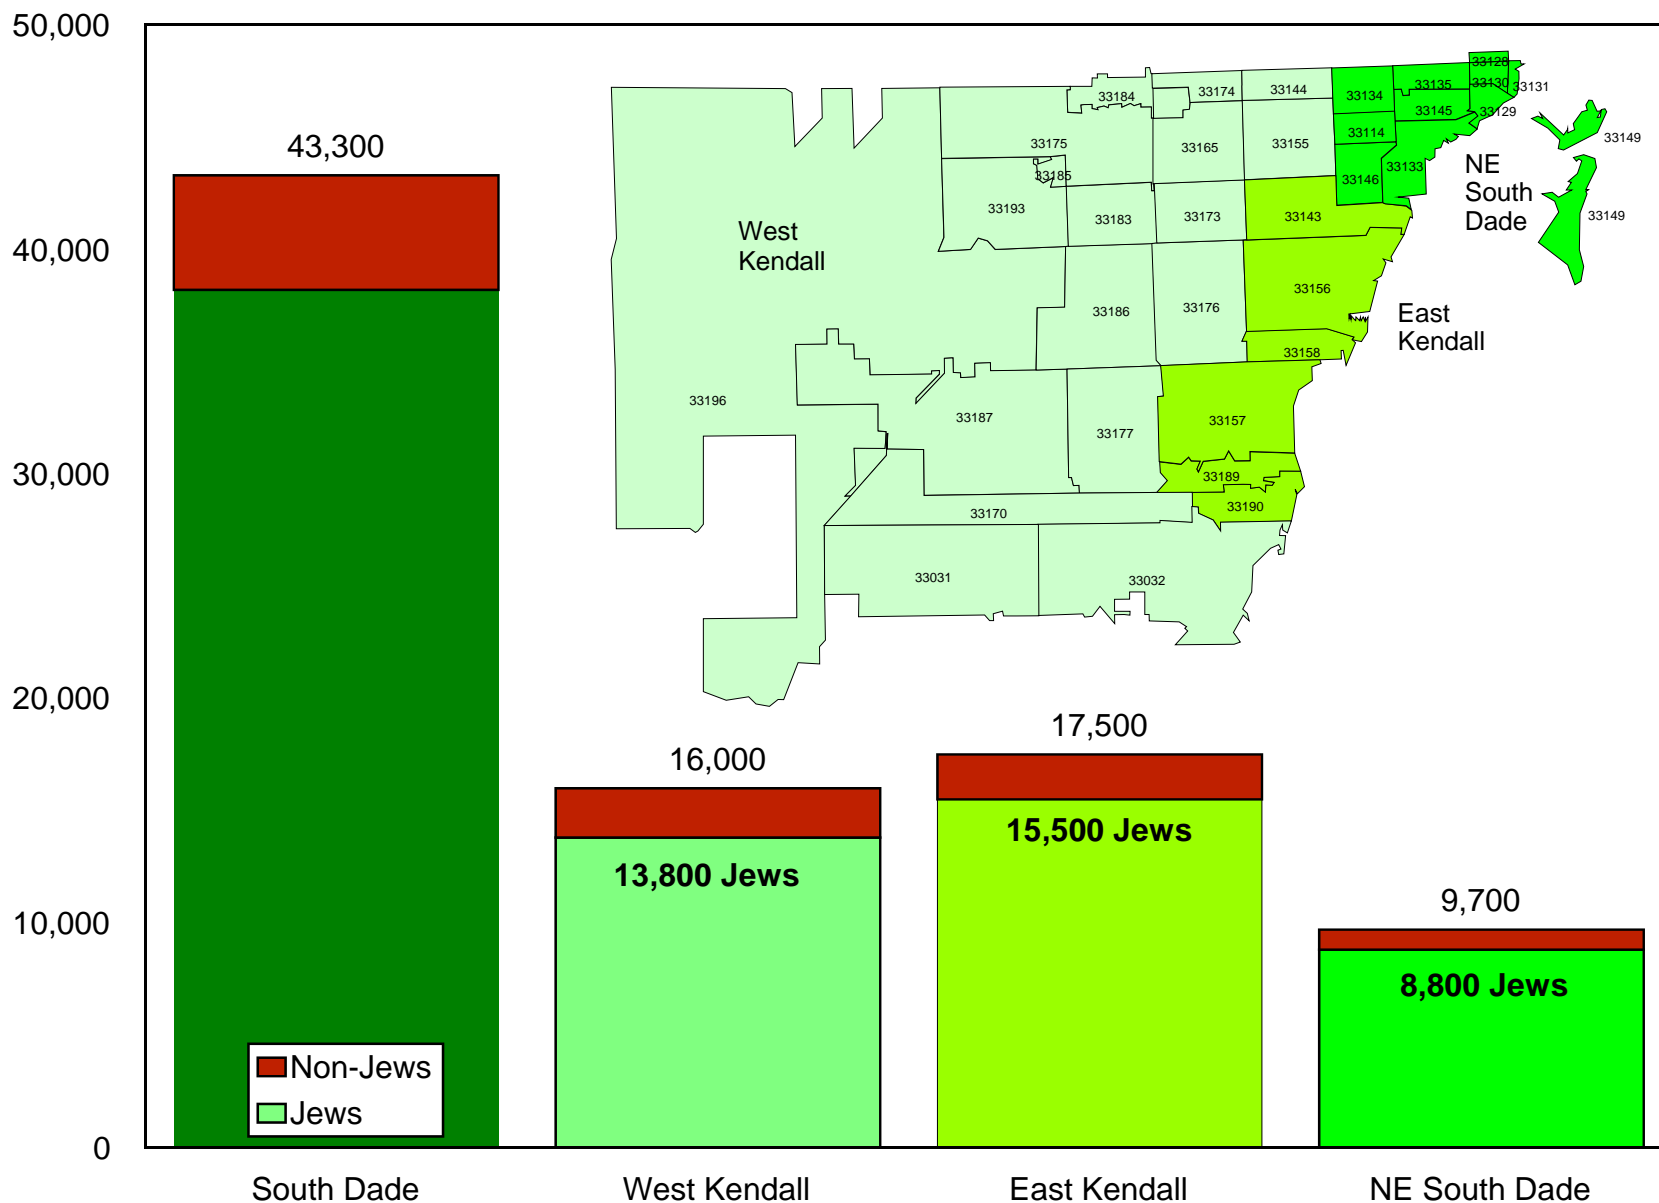 50,000
40,000
30,000
20,000
10,000
0
43,300
16,000
13,800 Jews
17,500
15,500 Jews
9,700
8,800 Jews
Non-Jews
Jews
South Dade
West Kendall
East Kendall
NE South Dade
West
Kendall
East
Kendall
NE
South
Dade
33128
33184
33174
33144
33134
33135
33130
33131
33145
33129
33149
33175
33165
33155
33114
33133
33185
33146
33193
33183
33173
33143
33149
33156
33186
33176
33158
33196
33187
33177
33157
33189
33170
33190
33031
33032